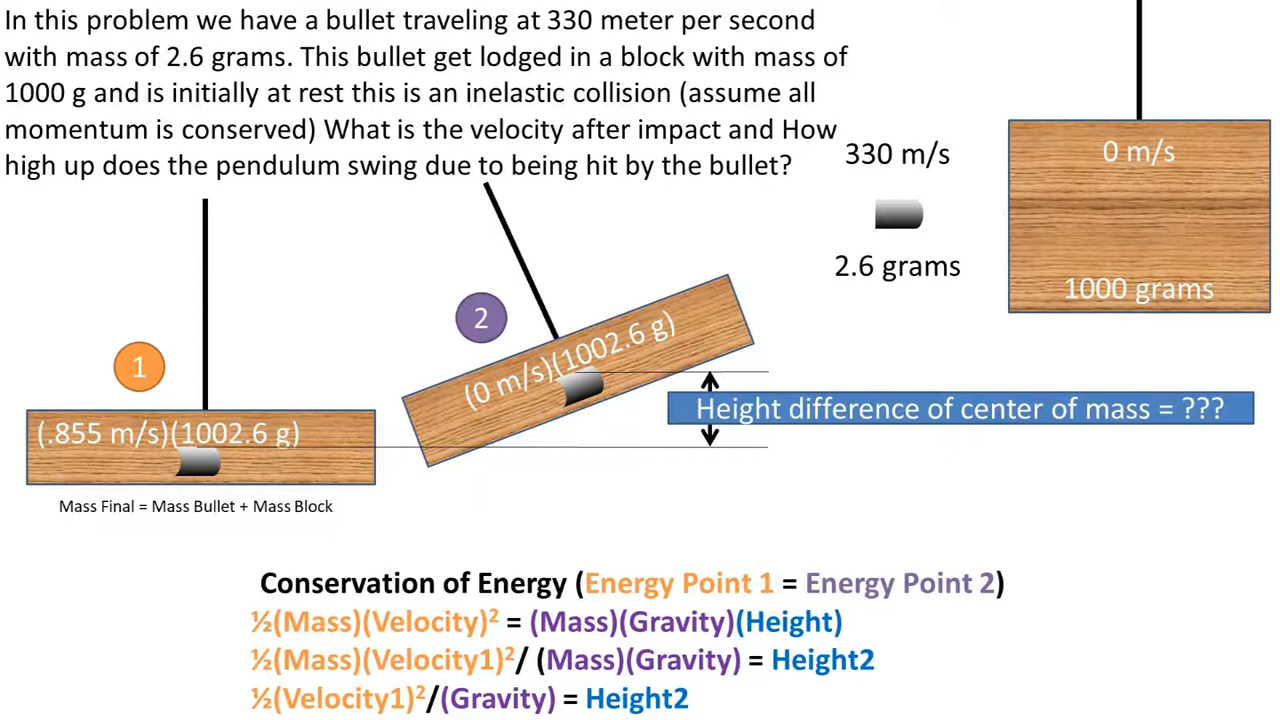 In this problem we have a bullet traveling at 330 meter per second
with mass of 2.6 grams. This bullet get lodged in a block with mass of
1000 g and is initially at rest this is an inelastic collision (assume all
momentum is conserved) What is the velocity after impact and How
high up does the pendulum swing due to being hit by the bullet?
330 m/s
0 m/s
2.6 grams
1000 grams
1
2
(.855 m/s)(1002.6 g)
(0 m/s)(1002.6 g)
Height difference of center of mass = ???
Mass Final = Mass Bullet + Mass Block
Conservation of Energy (Energy Point 1 = Energy Point 2)
½(Mass)(Velocity)² = (Mass)(Gravity)(Height)
½(Mass)(Velocity1)²/ (Mass)(Gravity) = Height2
½(Velocity1)²/(Gravity) = Height2